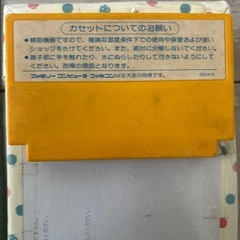 カセットについてのお願い
●精密機器ですので、極端な温度条件下での使用や保管および強い
ショックをさけてください。また、絶対に分解しないでください。
●端子部に手を触れたり、水にぬらしたりして汚さないようにして
ください。故障の原因となります。
ファミリーコンピュータ・ファミコンは任天堂の商標です。